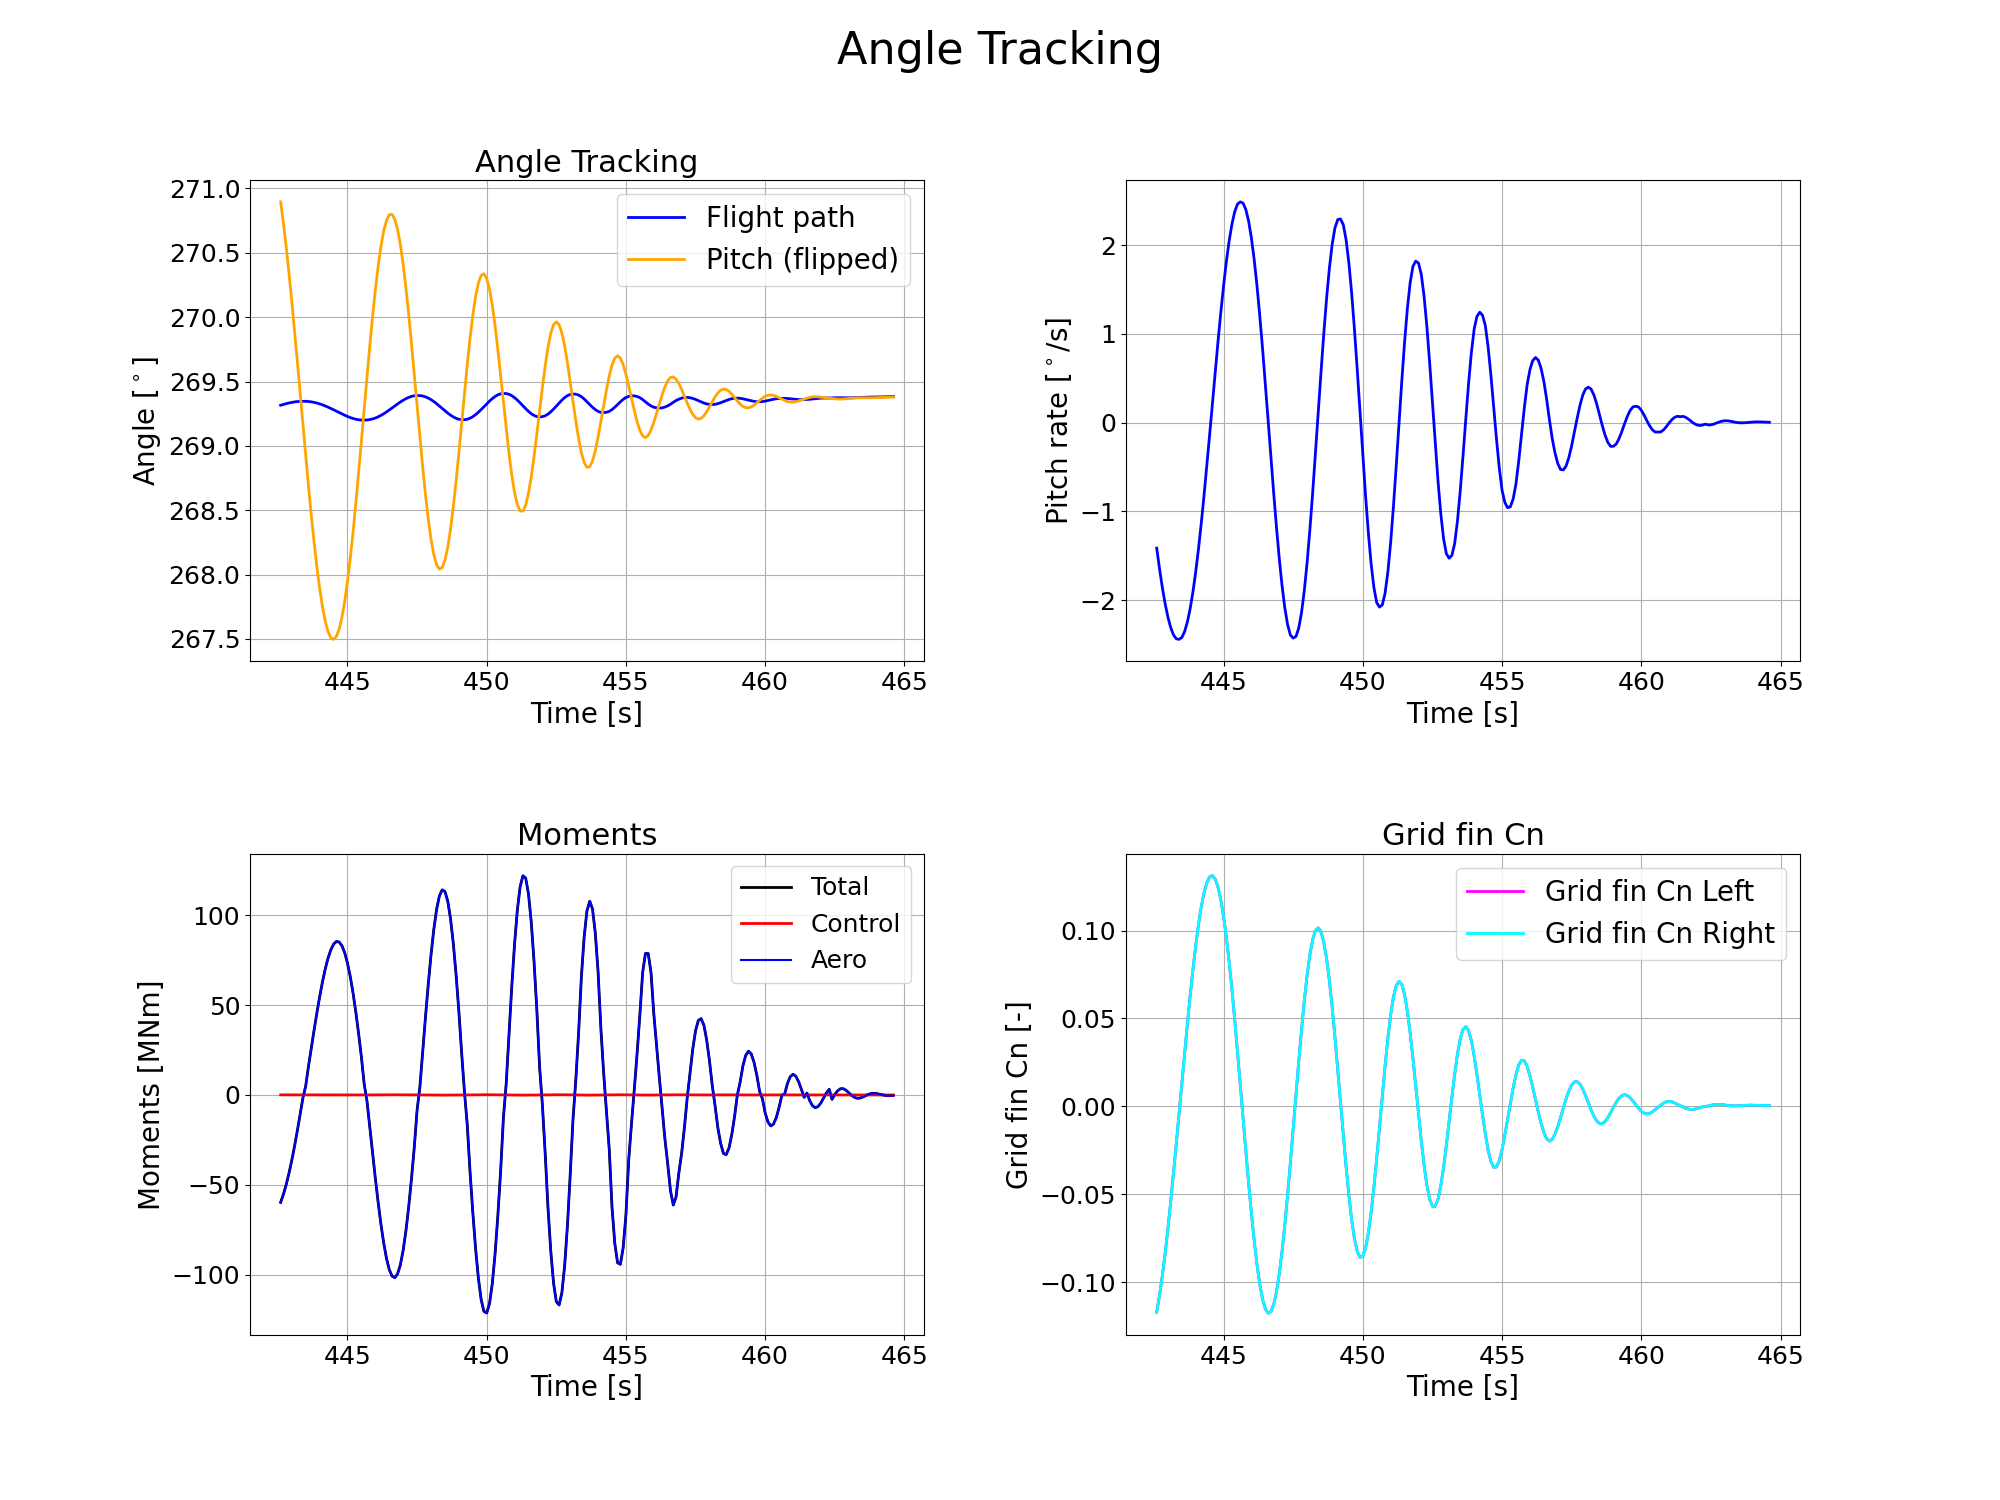 Angle Tracking
Angle Tracking
271.0
270.5
270.0
269.5
269.0
268.5
268.0
267.5
Angle [°]
Flight path
Pitch (flipped)
445 450 455 460 465
Time [s]
2
1
0
−1
−2
Pitch rate [°/s]
445 450 455 460 465
Time [s]
Moments
100
50
0
−50
−100
Moments [MNm]
Total
Control
Aero
445 450 455 460 465
Time [s]
Grid fin Cn
0.10
0.05
0.00
−0.05
−0.10
Grid fin Cn [-]
Grid fin Cn Left
Grid fin Cn Right
445 450 455 460 465
Time [s]